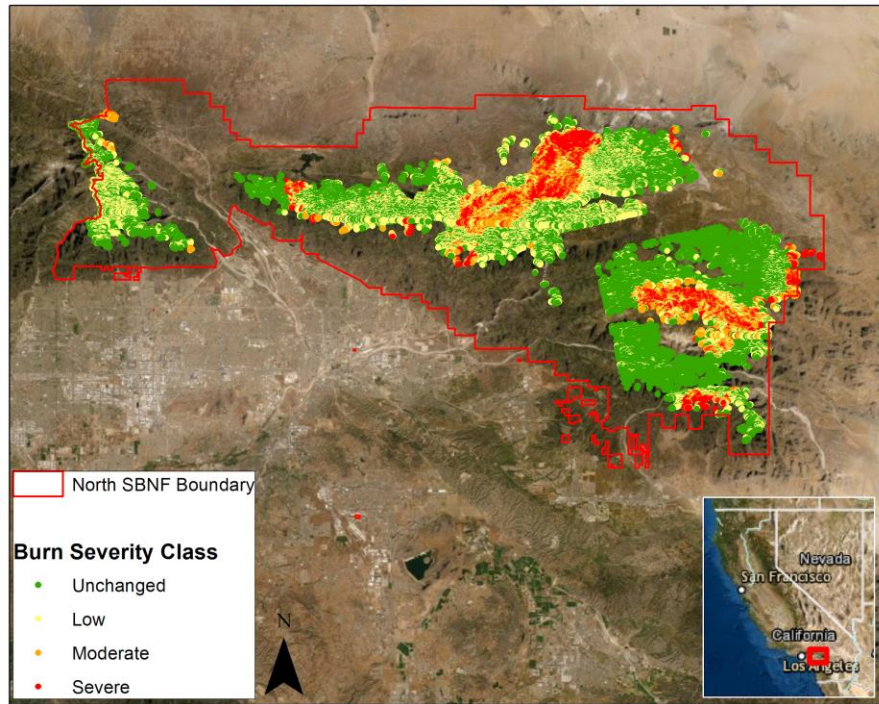 North SBNF Boundary
Burn Severity Class
Unchanged
Low
Moderate
Severe
N
Nevada
San Francisco
California
Los Angeles